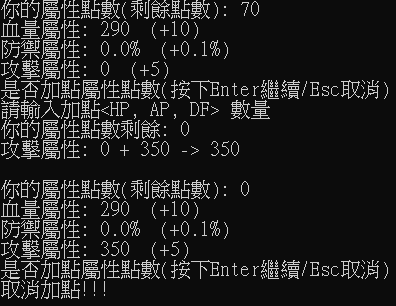 你的屬性點數(剩餘點數): 70
血量屬性: 290  (+10)
防禦屬性: 0.0%  (+0.1%)
攻擊屬性: 0  (+5)
是否加點屬性點數(按下Enter繼續/Esc取消)
請輸入加點<HP, AP, DF> 數量
你的屬性點數剩餘: 0
攻擊屬性: 0 + 350 -> 350
你的屬性點數(剩餘點數): 0
血量屬性: 290  (+10)
防禦屬性: 0.0%  (+0.1%)
攻擊屬性: 350  (+5)
是否加點屬性點數(按下Enter繼續/Esc取消)
取消加點!!!